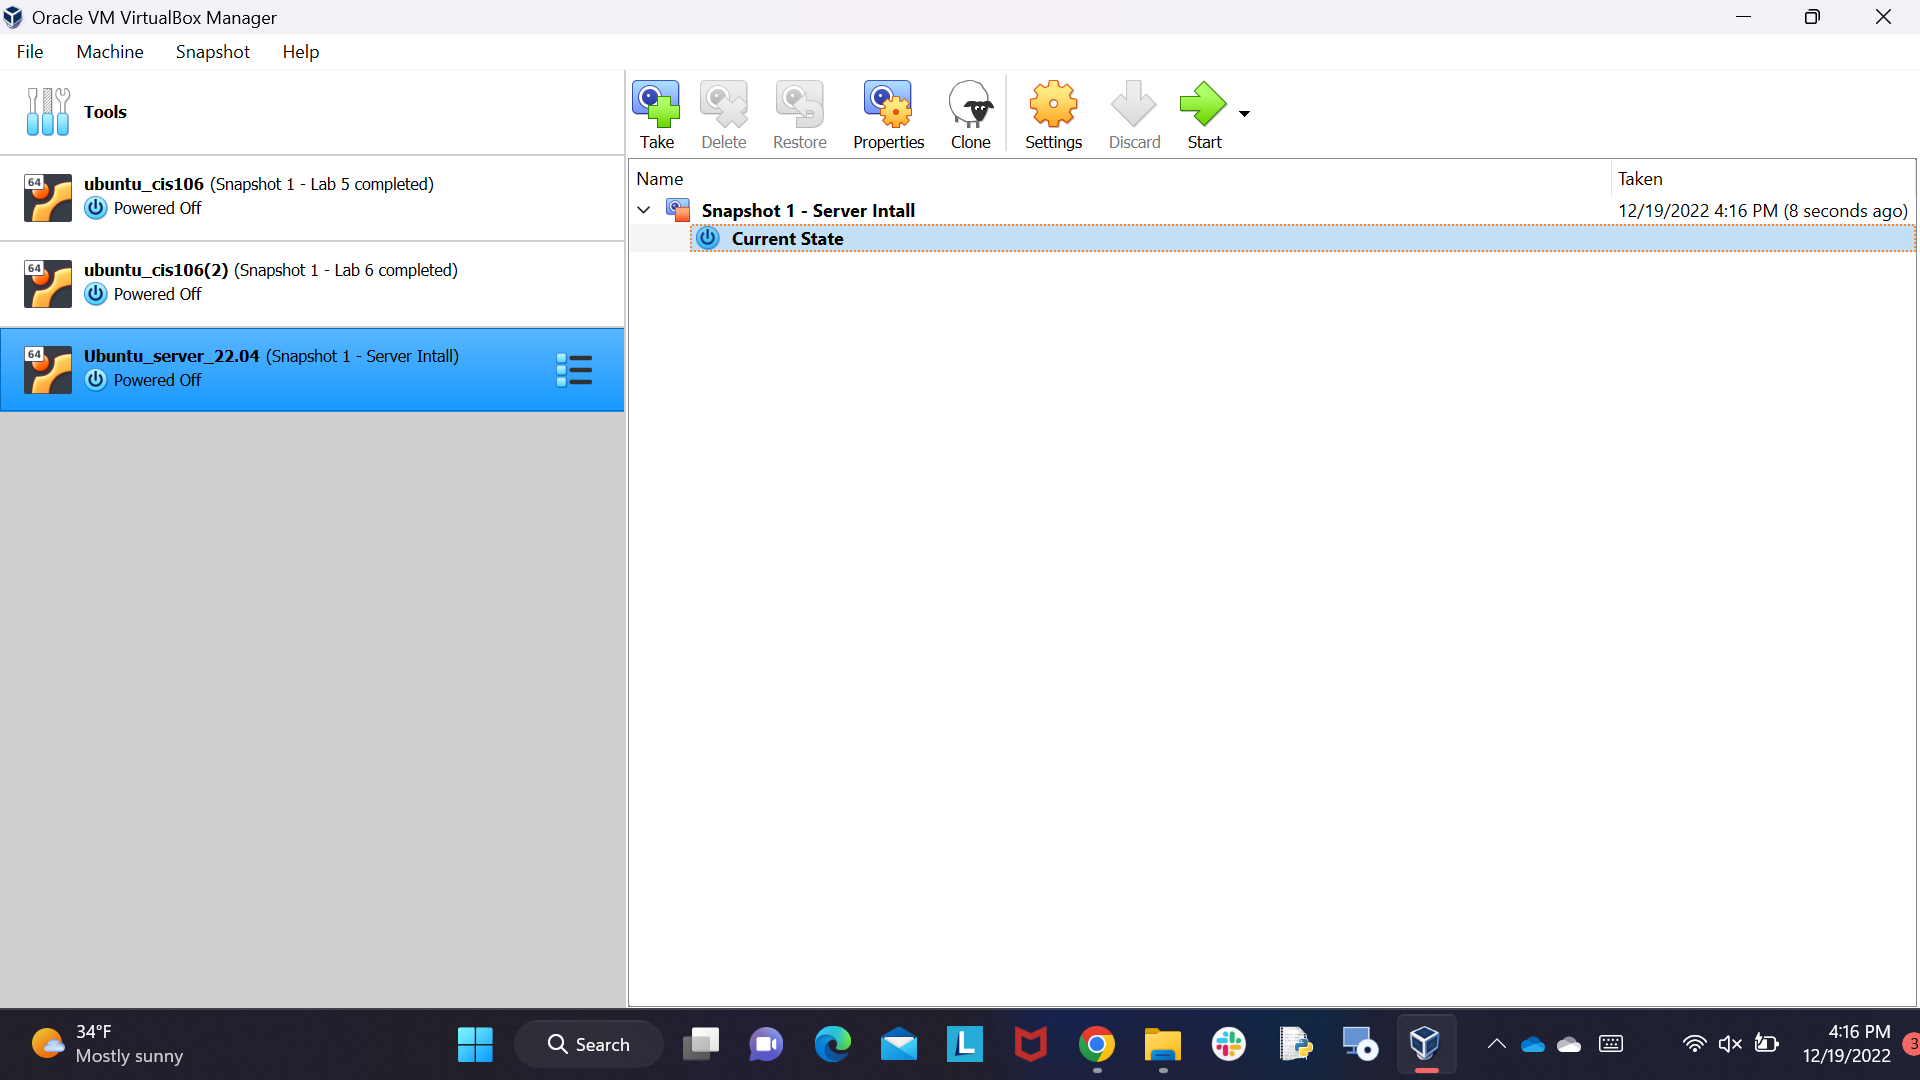 Oracle VM VirtualBox Manager
File Machine Snapshot Help
Tools
Take Delete Restore Properties Clone Settings Discard Start
64 ubuntu_cis106 (Snapshot 1 - Lab 5 completed)
Powered Off
64 ubuntu_cis106(2) (Snapshot 1 - Lab 6 completed)
Powered Off
64 Ubuntu_server_22.04 (Snapshot 1 - Server Intall)
Powered Off
Name Taken
Snapshot 1 - Server Intall 12/19/2022 4:16 PM (8 seconds ago)
Current State
34°F
Mostly sunny
Search
L
4:16 PM
12/19/2022
3